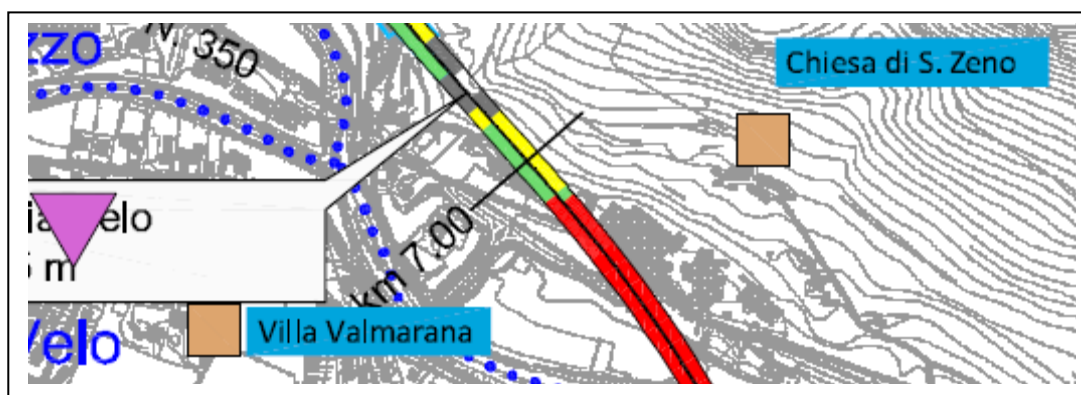 zzo
N. 350
Chiesa di S. Zeno
elo
m
km 7.00
Villa Valmarana
Velo